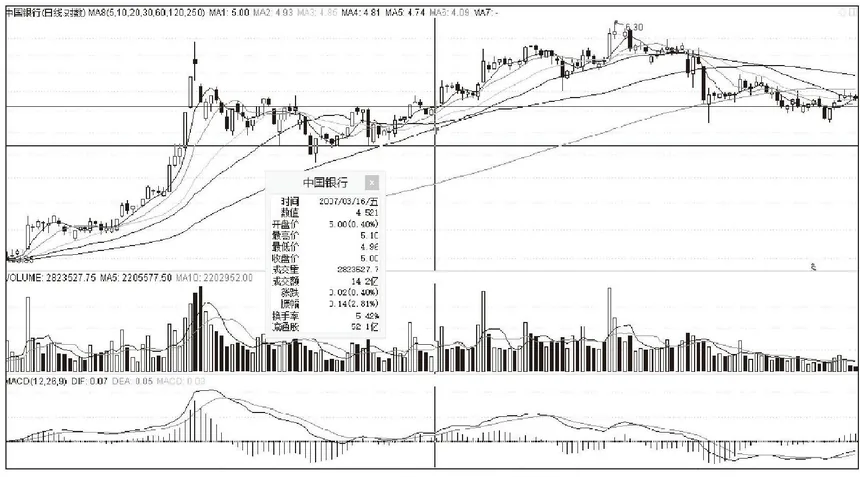 中国银行(日线 对数) MA8(5,10,20,30,60,120,250) MA1: 5.00 MA2: 4.93 MA3: 4.85 MA4: 4.81 MA5: 4.74 MA6: 4.09 MA7: -
6.30
中国银行 x
时间 2007/03/16/五
数值 4.521
开盘价 5.00(0.40%)
最高价 5.10
最低价 4.96
收盘价 5.00
成交量 2823527.7
成交额 14.2亿
涨跌 0.02(0.40%)
振幅 0.14(2.81%)
换手率 5.42%
流通股 52.1亿
VOLUME: 2823527.75 MA5: 2205577.50 MA10: 2202952.00
MACD(12,26,9) DIF: 0.07 DEA: 0.05 MACD: 0.03